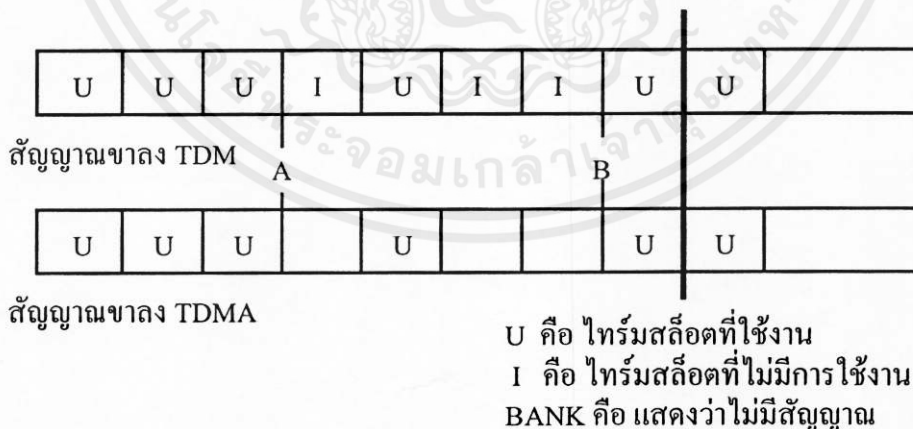 U U U I U I I U U
สัญญาณขาลง TDM
A B
U U U U U U
สัญญาณขาลง TDMA
U คือ ไทร์มสล็อตที่ใช้งาน
I คือ ไทร์มสล็อตที่ไม่มีการใช้งาน
BANK คือ แสดงว่าไม่มีสัญญาณ